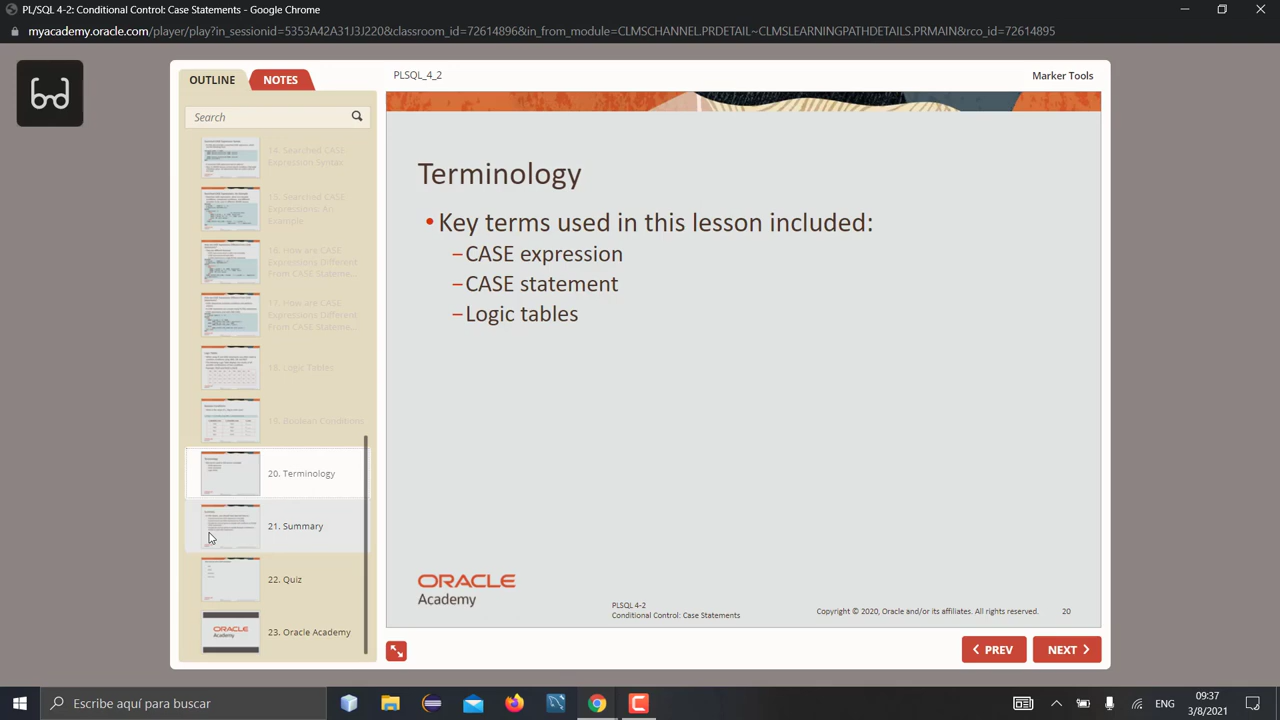 PL/SQL 4-2: Conditional Control: Case Statements - Google Chrome
myacademy.oracle.com/player/play?in_sessionid=5353A42A31J3J220&classroom_id=72614896&in_from_module=CLMSCHANNEL.PRDETAIL~CLMSLEARNINGPATHDETAILS.PRMAIN&rco_id=72614895
OUTLINE
NOTES
Search
14. Searched CASE
Expression Syntax
15. Searched CASE
Expressions: An
Example
16. How are CASE
Expressions Different
From CASE Stateme...
17. How are CASE
Expressions Different
From CASE Stateme...
18. Logic Tables
19. Boolean Conditions
20. Terminology
21. Summary
22. Quiz
ORACLE
Academy
23. Oracle Academy
PLSQL_4_2
Marker Tools
Terminology
•Key terms used in this lesson included:
–CASE expression
–CASE statement
–Logic tables
ORACLE
Academy
PLSQL 4-2
Conditional Control: Case Statements
Copyright © 2020, Oracle and/or its affiliates. All rights reserved.
20
PREV
NEXT
Escribe aquí para buscar
ENG
09:37
3/8/2021